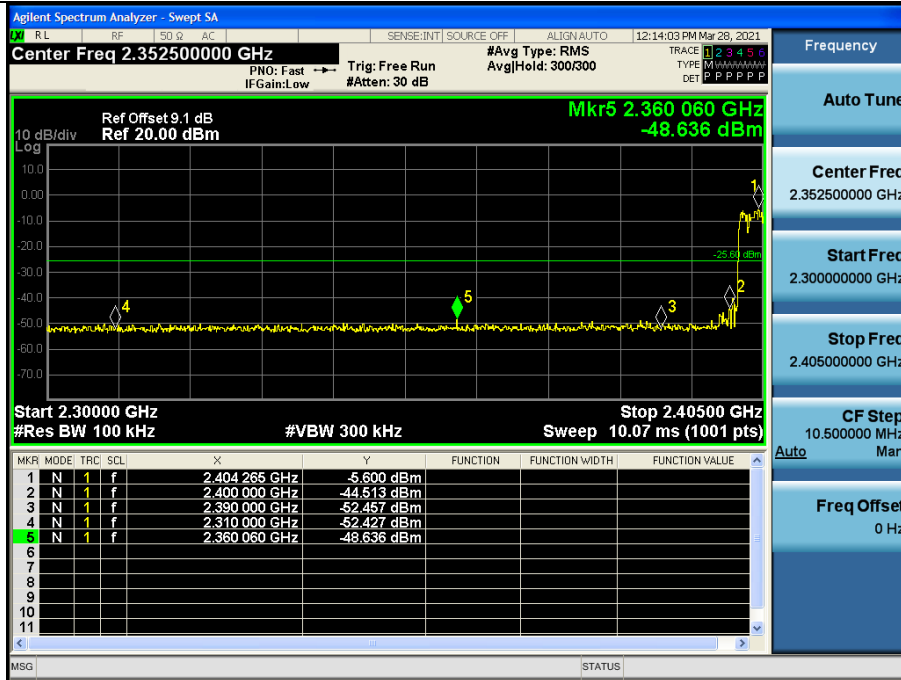 Agilent Spectrum Analyzer - Swept SA
LXI RL RF 50 Ω AC SENSE:INT SOURCE OFF ALIGN AUTO 12:14:03 PM Mar 28, 2021
Center Freq 2.352500000 GHz
PNO: Fast
IFGain:Low
Trig: Free Run
#Atten: 30 dB
#Avg Type: RMS
Avg|Hold: 300/300
TRACE 1 2 3 4 5 6
TYPE M
DET P P P P P P
Ref Offset 9.1 dB
10 dB/div Ref 20.00 dBm
Log
Mkr5 2.360 060 GHz
-48.636 dBm
10.0
0.00
-10.0
-20.0
-30.0
-40.0
-50.0
-60.0
-70.0
1
-25.60 dBm
2
3
4
5
Start 2.30000 GHz Stop 2.40500 GHz
#Res BW 100 kHz #VBW 300 kHz Sweep 10.07 ms (1001 pts)
MKR MODE TRC SCL X Y FUNCTION FUNCTION WIDTH FUNCTION VALUE
1 N 1 f 2.404 265 GHz -5.600 dBm
2 N 1 f 2.400 000 GHz -44.513 dBm
3 N 1 f 2.390 000 GHz -52.457 dBm
4 N 1 f 2.310 000 GHz -52.427 dBm
5 N 1 f 2.360 060 GHz -48.636 dBm
6
7
8
9
10
11
MSG STATUS
Frequency
Auto Tune
Center Freq
2.352500000 GHz
Start Freq
2.300000000 GHz
Stop Freq
2.405000000 GHz
CF Step
10.500000 MHz
Auto Man
Freq Offset
0 Hz